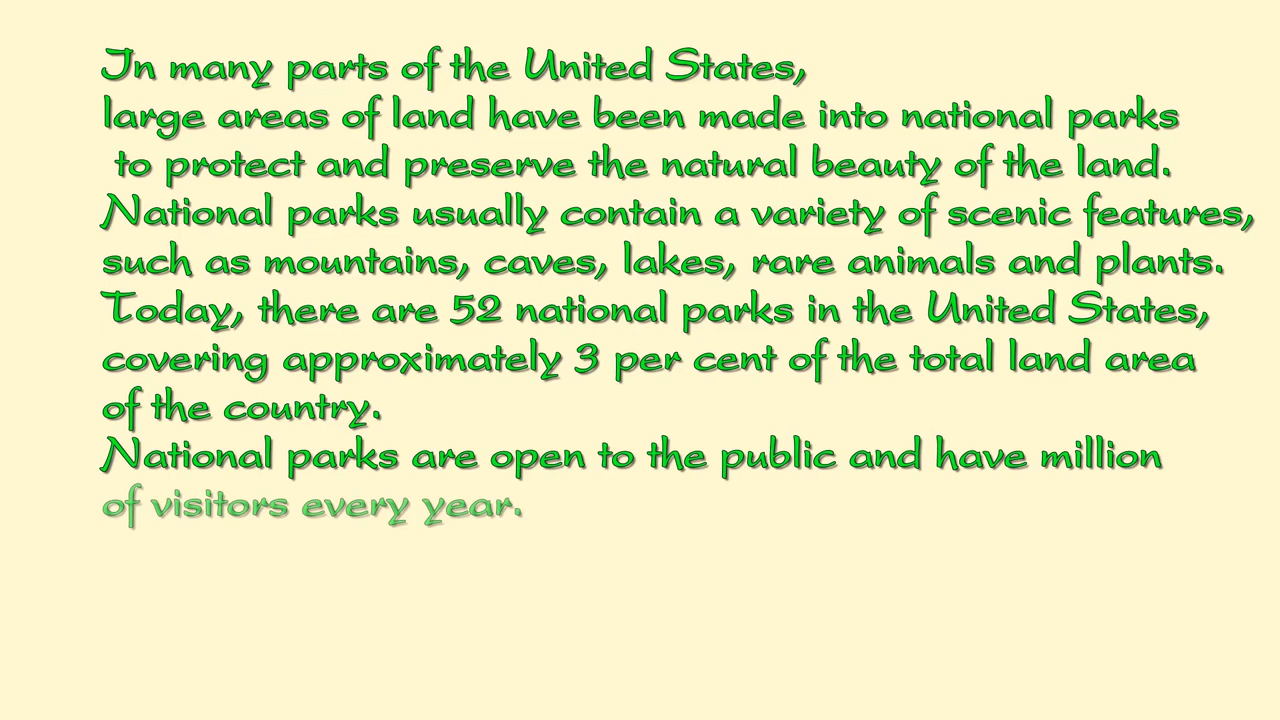 In many parts of the United States,
large areas of land have been made into national parks
to protect and preserve the natural beauty of the land.
National parks usually contain a variety of scenic features,
such as mountains, caves, lakes, rare animals and plants.
Today, there are 52 national parks in the United States,
covering approximately 3 per cent of the total land area
of the country.
National parks are open to the public and have million
of visitors every year.